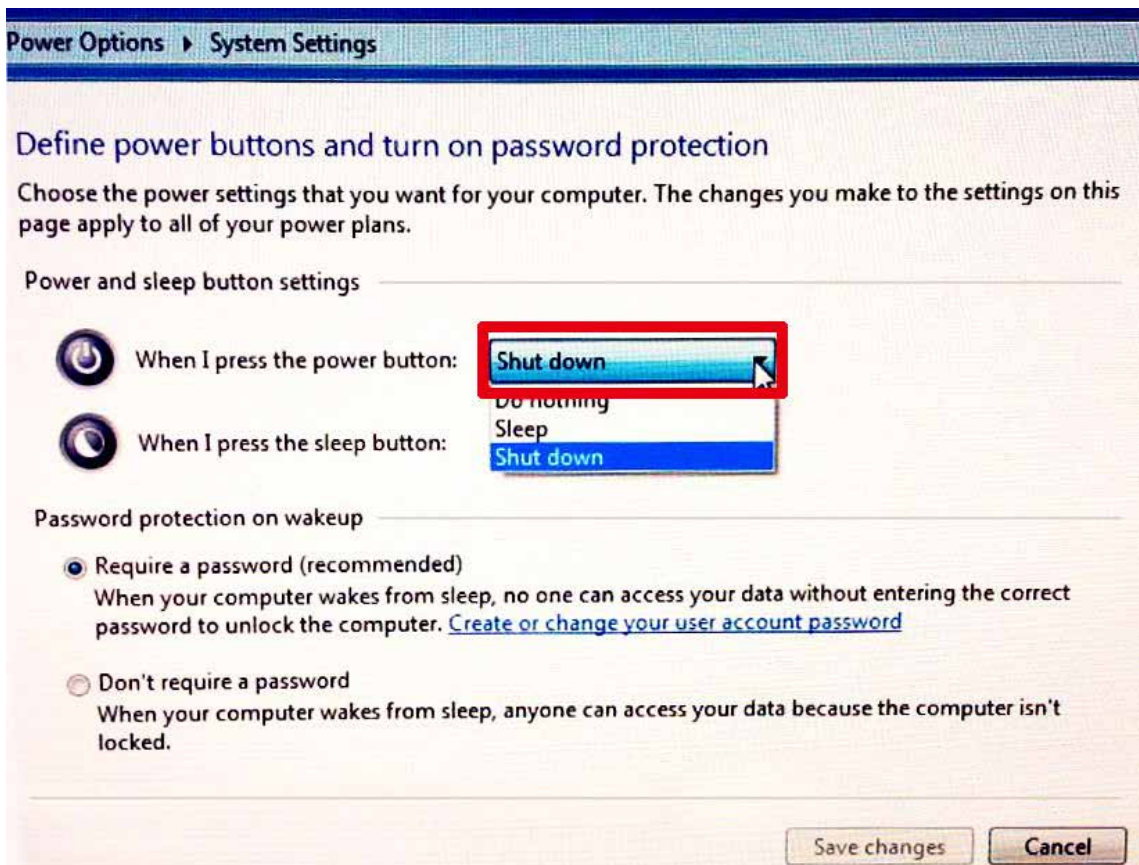 Power Options ▸ System Settings
Define power buttons and turn on password protection
Choose the power settings that you want for your computer. The changes you make to the settings on this
page apply to all of your power plans.
Power and sleep button settings
When I press the power button: Shut down
Do nothing
Sleep
When I press the sleep button:
Shut down
Password protection on wakeup
Require a password (recommended)
When your computer wakes from sleep, no one can access your data without entering the correct
password to unlock the computer. Create or change your user account password
Don't require a password
When your computer wakes from sleep, anyone can access your data because the computer isn't
locked.
Save changes Cancel